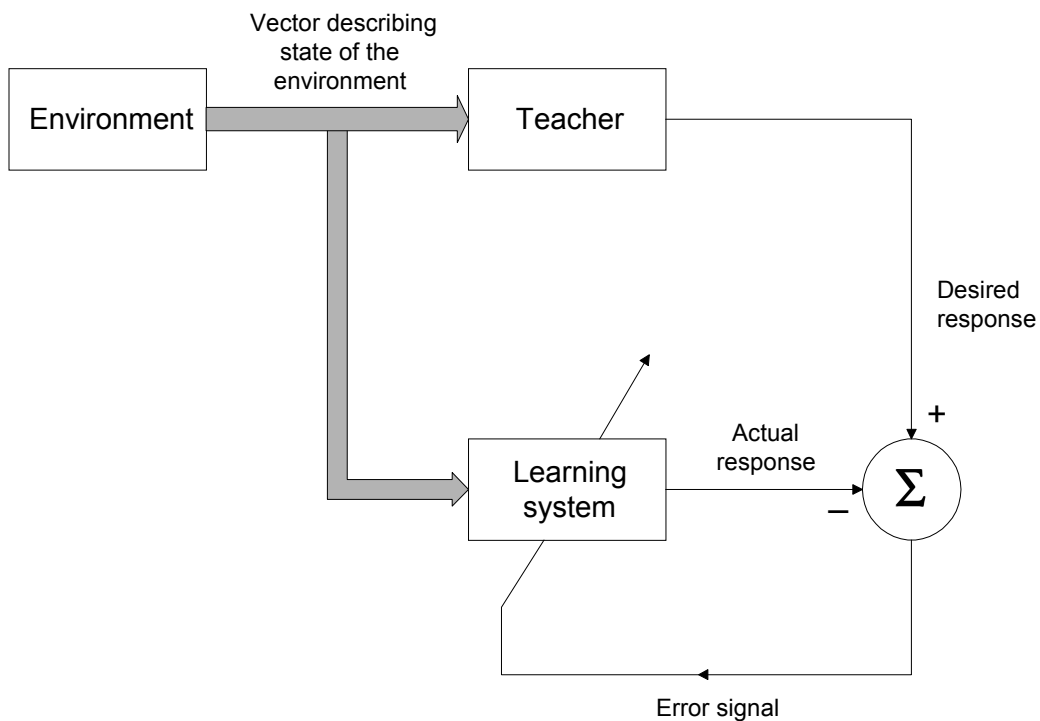 Vector describing
state of the
environment
Environment
Teacher
Desired
response
+
Actual
response
Learning
system
−
Σ
Error signal